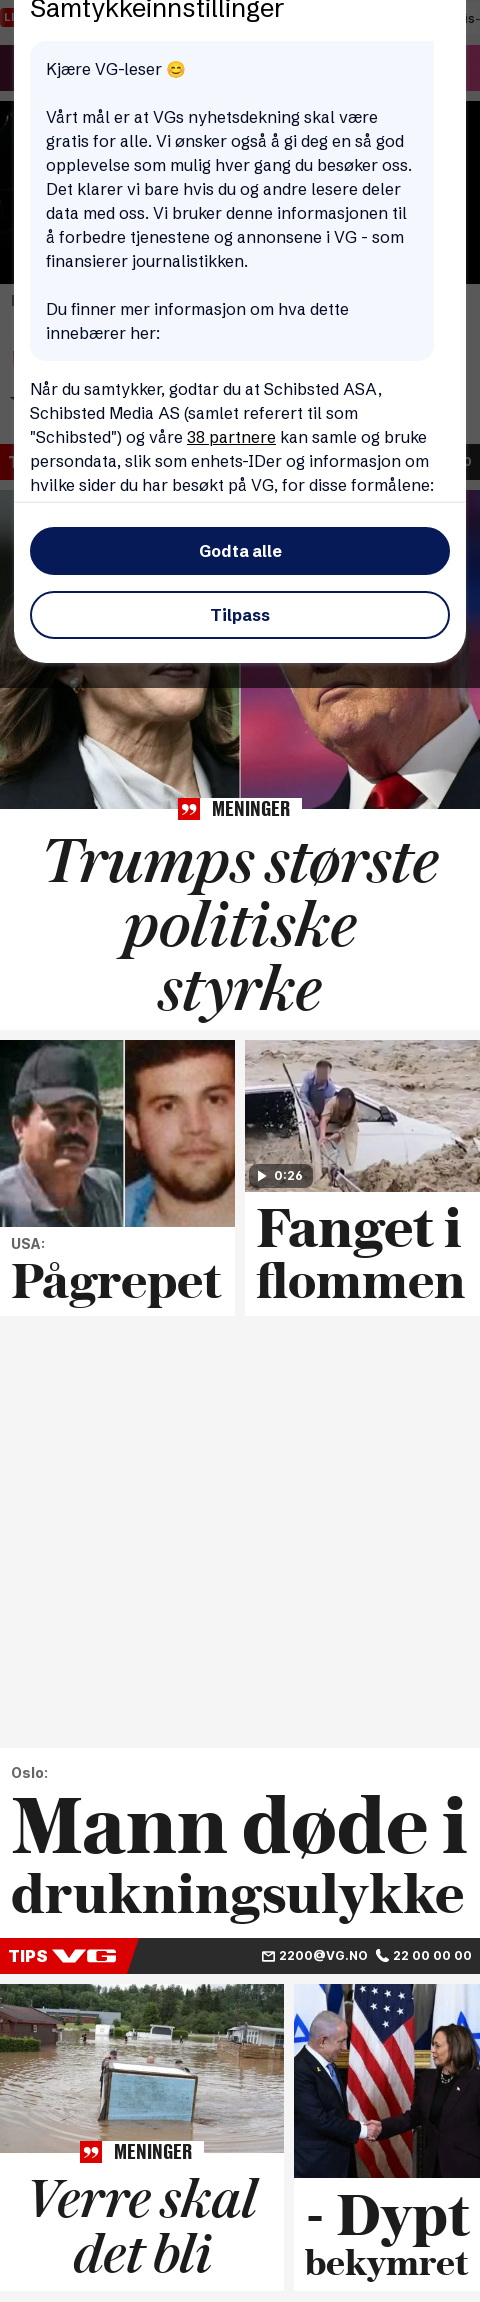 Samtykkeinnstillinger
Kjære VG-leser 😊
Vårt mål er at VGs nyhetsdekning skal være
gratis for alle. Vi ønsker også å gi deg en så god
opplevelse som mulig hver gang du besøker oss.
Det klarer vi bare hvis du og andre lesere deler
data med oss. Vi bruker denne informasjonen til
å forbedre tjenestene og annonsene i VG - som
finansierer journalistikken.
Du finner mer informasjon om hva dette
innebærer her:
Når du samtykker, godtar du at Schibsted ASA,
Schibsted Media AS (samlet referert til som
"Schibsted") og våre 38 partnere kan samle og bruke
persondata, slik som enhets-IDer og informasjon om
hvilke sider du har besøkt på VG, for disse formålene:
Godta alle
Tilpass
MENINGER
Trumps største
politiske
styrke
0:26
USA:
Pågrepet
Fanget i
flommen
Oslo:
Mann døde i
drukningsulykke
TIPS VG 2200@VG.NO 22 00 00 00
MENINGER
Verre skal
det bli
- Dypt
bekymret